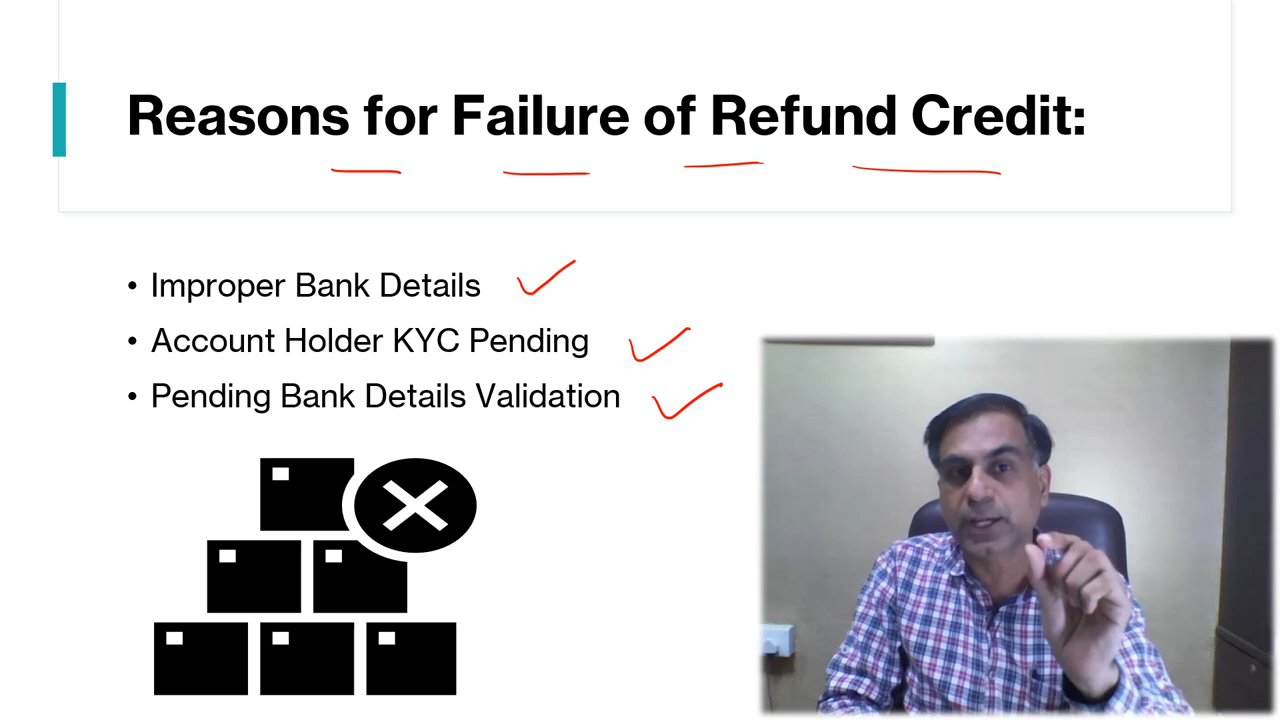 Reasons for Failure of Refund Credit:
• Improper Bank Details
• Account Holder KYC Pending
• Pending Bank Details Validation